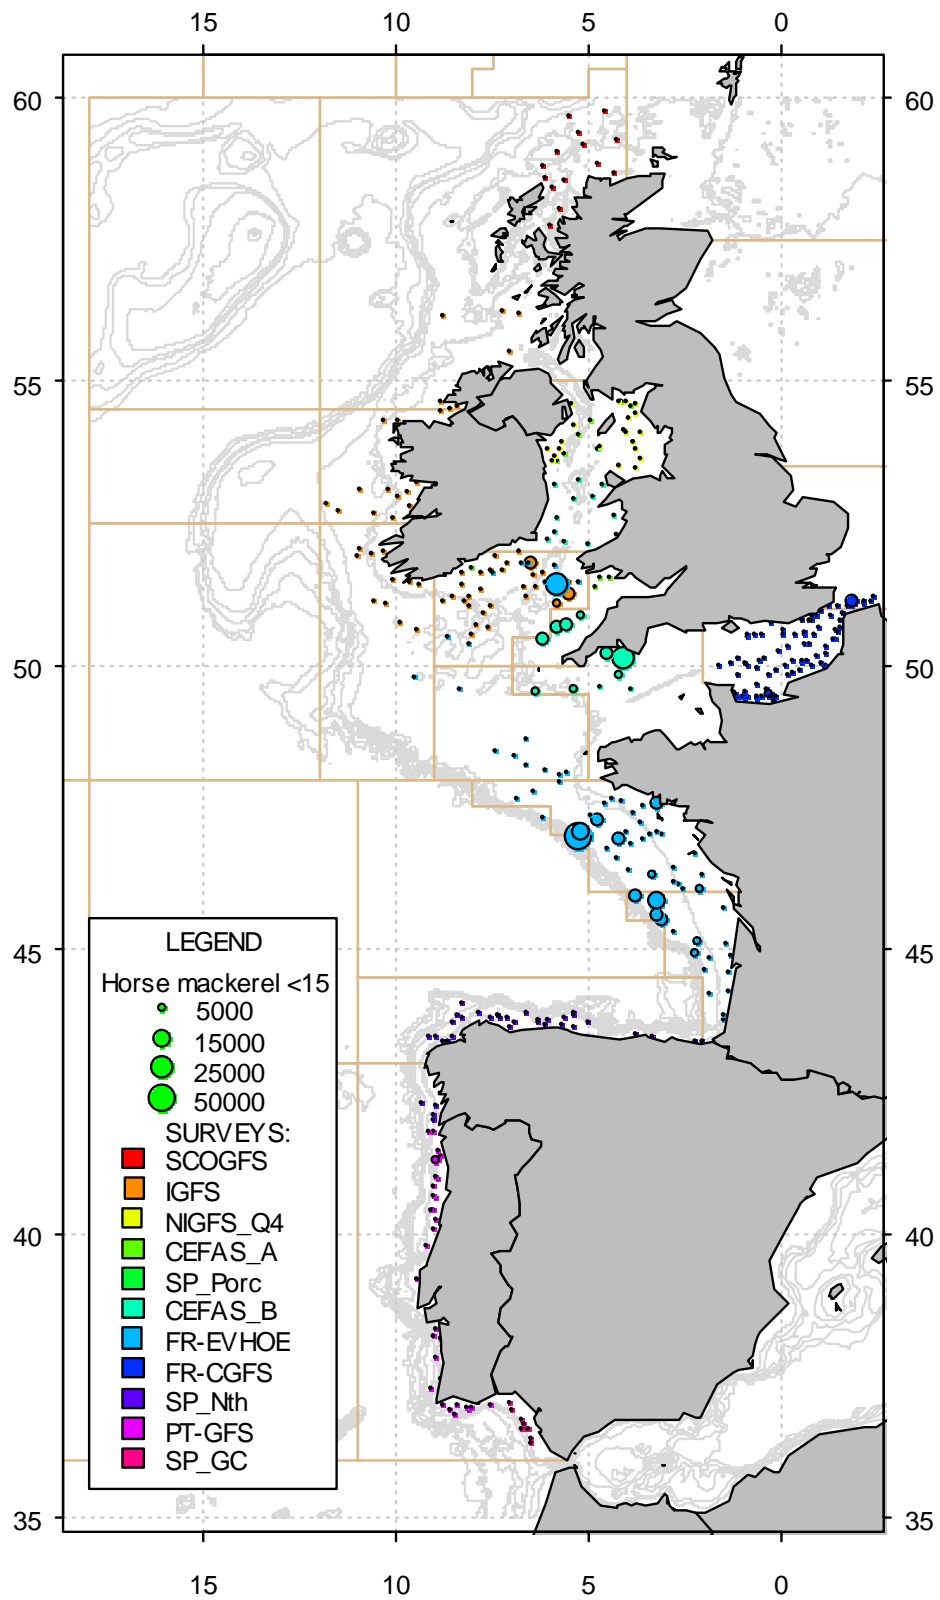 15 10 5 0
60 60
55 55
50 50
45 45
LEGEND
Horse mackerel <15
5000
15000
25000
50000
SURVEYS:
SCOGFS
IGFS
NIGFS_Q4
CEFAS_A
SP_Porc
CEFAS_B
FR-EVHOE
FR-CGFS
SP_Nth
PT-GFS
SP_GC
40 40
35 35
15 10 5 0